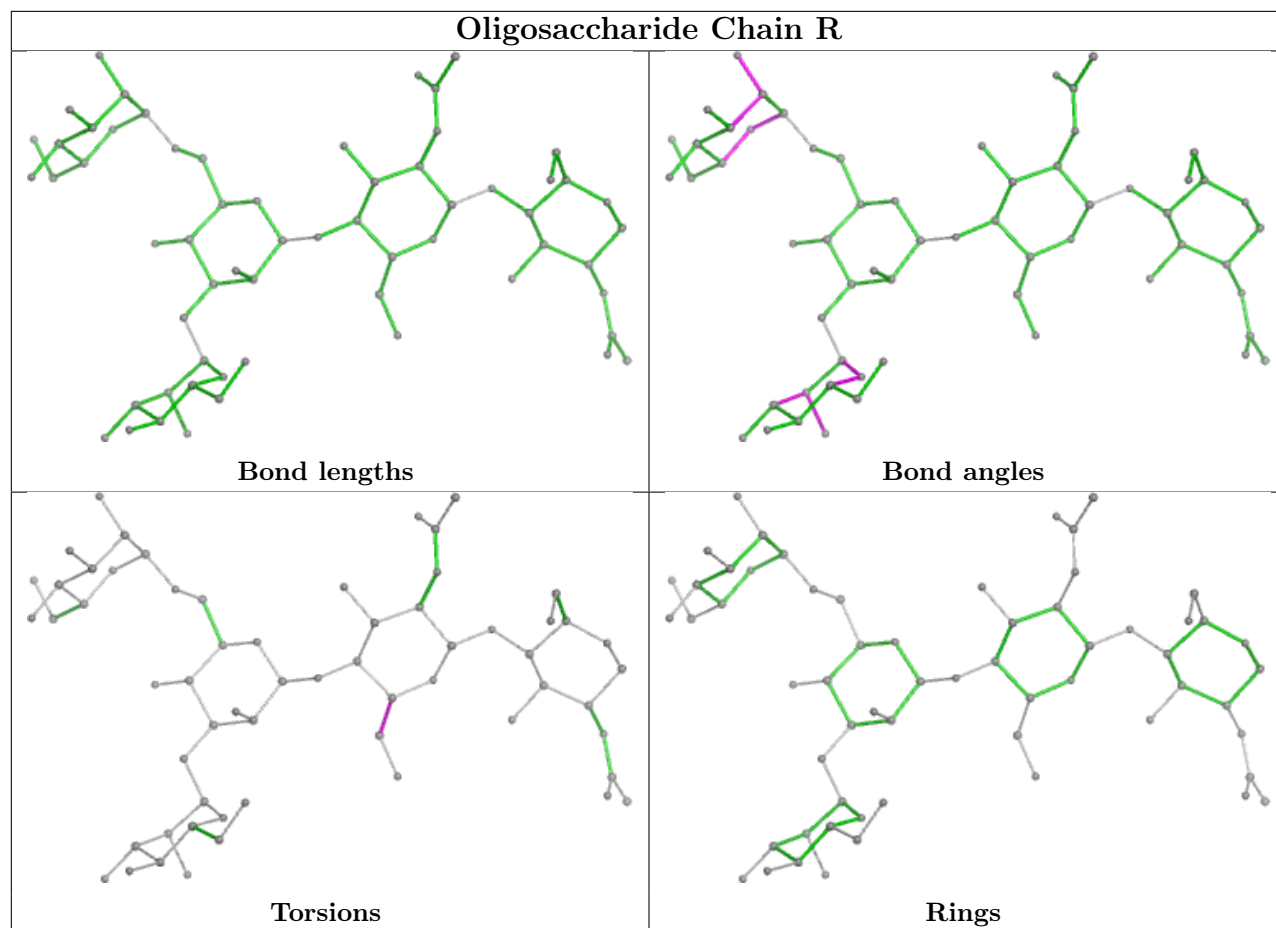 Oligosaccharide Chain R
Bond lengths
Bond angles
Torsions
Rings